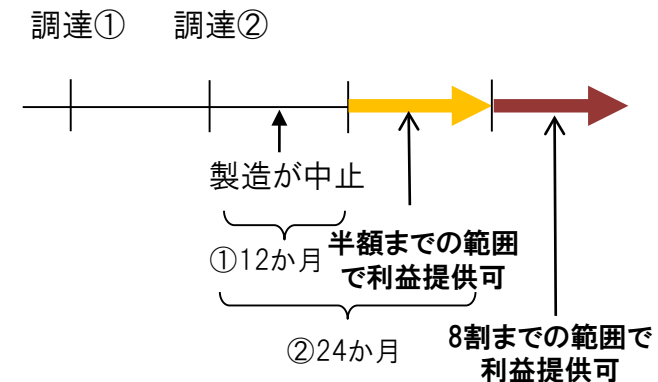 調達① 調達②
製造が中止
①12か月
半額までの範囲
で利益提供可
②24か月
8割までの範囲で
利益提供可